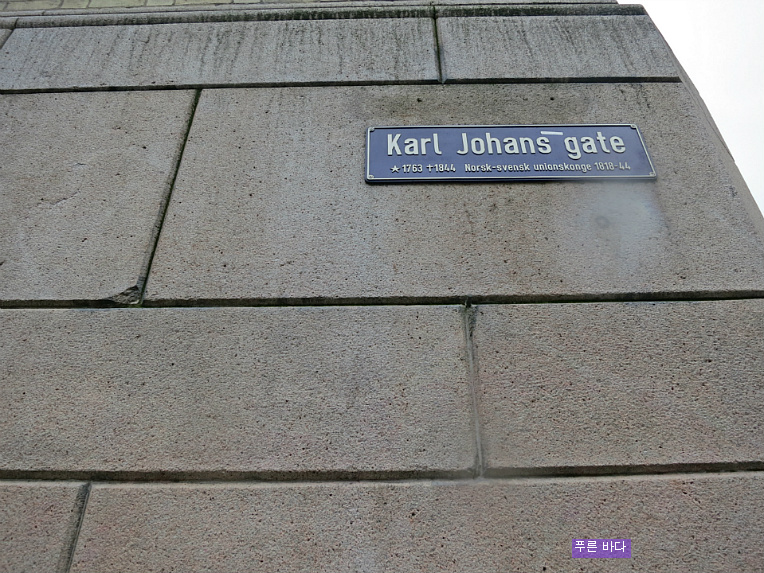 Karl Johans gate
★1763 †1844 Norsk-svensk unionskonge 1818-44
푸른 바다